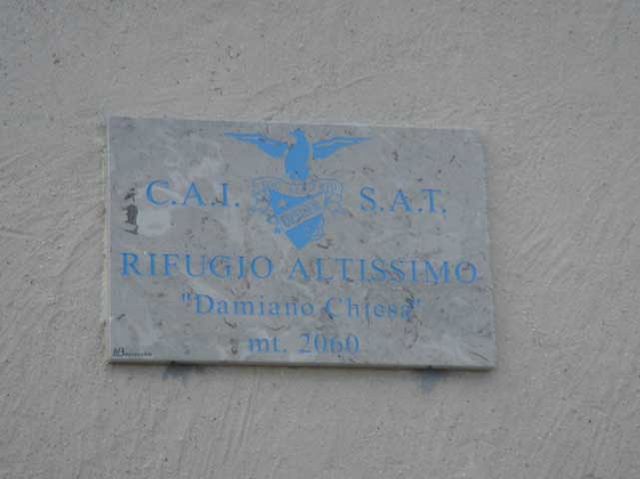 C.A.I. S.A.T.
RIFUGIO ALTISSIMO
"Damiano Chiesa"
mt. 2060